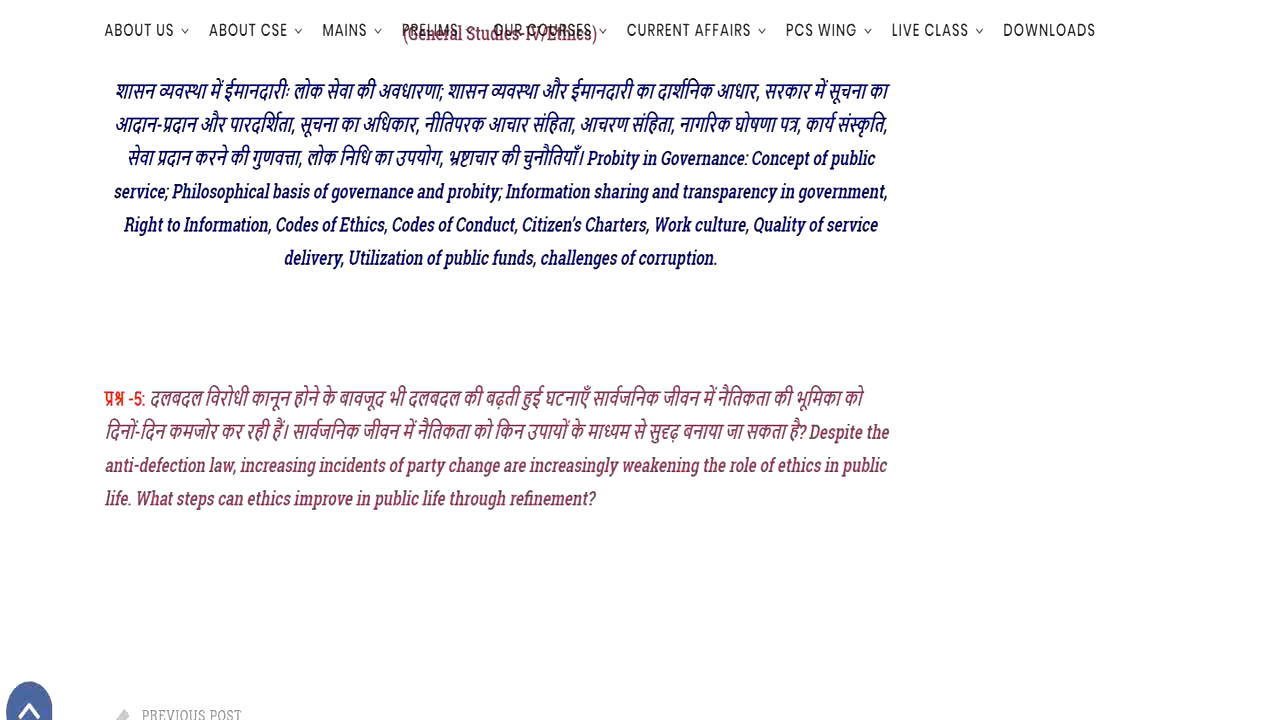 ABOUT US ABOUT CSE MAINS PRELIMS OUR COURSES CURRENT AFFAIRS PCS WING LIVE CLASS DOWNLOADS
(General Studies-IV/Ethics)
शासन व्यवस्था में ईमानदारीः लोक सेवा की अवधारणा; शासन व्यवस्था और ईमानदारी का दार्शनिक आधार, सरकार में सूचना का
आदान-प्रदान और पारदर्शिता, सूचना का अधिकार, नीतिपरक आचार संहिता, आचरण संहिता, नागरिक घोषणा पत्र, कार्य संस्कृति,
सेवा प्रदान करने की गुणवत्ता, लोक निधि का उपयोग, भ्रष्टाचार की चुनौतियाँ। Probity in Governance: Concept of public
service; Philosophical basis of governance and probity; Information sharing and transparency in government,
Right to Information, Codes of Ethics, Codes of Conduct, Citizen’s Charters, Work culture, Quality of service
delivery, Utilization of public funds, challenges of corruption.
प्रश्न -5: दलबदल विरोधी कानून होने के बावजूद भी दलबदल की बढ़ती हुई घटनाएँ सार्वजनिक जीवन में नैतिकता की भूमिका को
दिनों-दिन कमजोर कर रही हैं। सार्वजनिक जीवन में नैतिकता को किन उपायों के माध्यम से सुदृढ़ बनाया जा सकता है? Despite the
anti-defection law, increasing incidents of party change are increasingly weakening the role of ethics in public
life. What steps can ethics improve in public life through refinement?
PREVIOUS POST